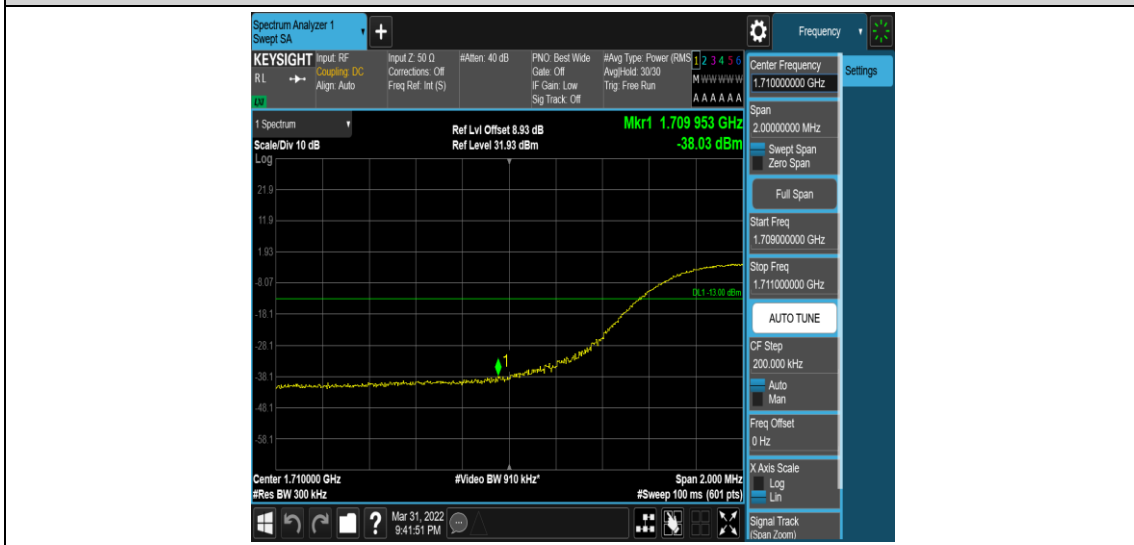 Spectrum Analyzer 1
Swept SA
+
Frequency
KEYSIGHT
RL
LXI
Input: RF
Coupling: DC
Align: Auto
Input Z: 50 Ω
Corrections: Off
Freq Ref: Int (S)
#Atten: 40 dB
PNO: Best Wide
Gate: Off
IF Gain: Low
Sig Track: Off
#Avg Type: Power (RMS
Avg|Hold: 30/30
Trig: Free Run
1 2 3 4 5 6
M W W W W W
A A A A A A
1 Spectrum
Scale/Div 10 dB
Ref Lvl Offset 8.93 dB
Ref Level 31.93 dBm
Mkr1 1.709 953 GHz
-38.03 dBm
Log
21.9
11.9
1.93
-8.07
DL1 -13.00 dBm
-18.1
-28.1
1
-38.1
-48.1
-58.1
Center 1.710000 GHz
#Res BW 300 kHz
#Video BW 910 kHz*
Span 2.000 MHz
#Sweep 100 ms (601 pts)
?
Mar 31, 2022
9:41:51 PM
Center Frequency
1.710000000 GHz
Settings
Span
2.00000000 MHz
Swept Span
Zero Span
Full Span
Start Freq
1.709000000 GHz
Stop Freq
1.711000000 GHz
AUTO TUNE
CF Step
200.000 kHz
Auto
Man
Freq Offset
0 Hz
X Axis Scale
Log
Lin
Signal Track
(Span Zoom)